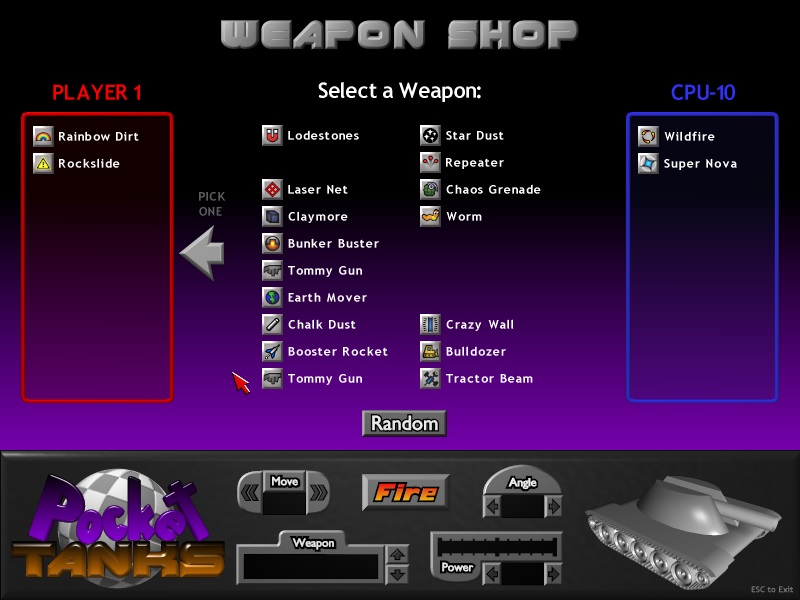 WEAPON SHOP
PLAYER 1
Select a Weapon:
CPU-10
Rainbow Dirt
Rockslide
PICK
ONE
Lodestones
Laser Net
Claymore
Bunker Buster
Tommy Gun
Earth Mover
Chalk Dust
Booster Rocket
Tommy Gun
Star Dust
Repeater
Chaos Grenade
Worm
Crazy Wall
Bulldozer
Tractor Beam
Wildfire
Super Nova
Random
Pocket
TANKS
Move
Fire
Angle
Weapon
Power
ESC to Exit